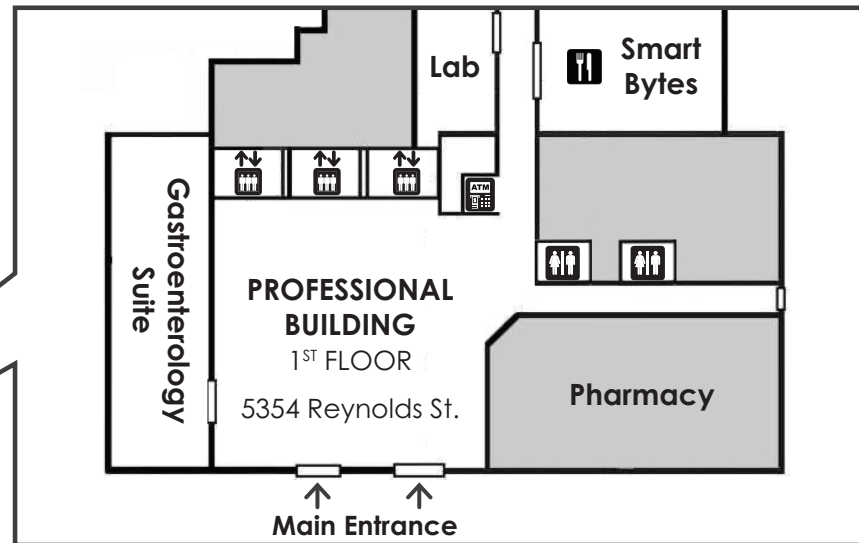 Lab
Smart
Bytes
ATM
Gastroenterology
Suite
PROFESSIONAL
BUILDING
1ST FLOOR
5354 Reynolds St.
Pharmacy
Main Entrance